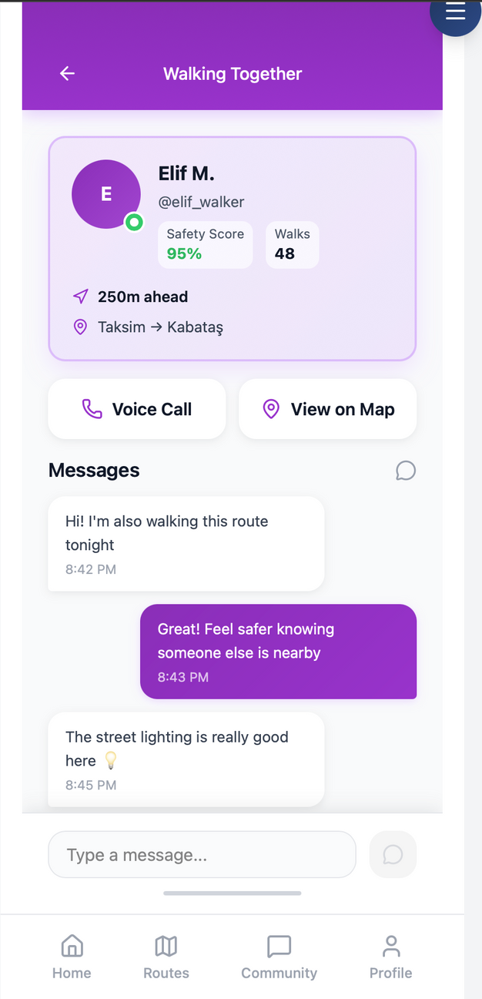 Walking Together
E
Elif M.
@elif_walker
Safety Score
95%
Walks
48
250m ahead
Taksim → Kabataş
Voice Call
View on Map
Messages
Hi! I'm also walking this route
tonight
8:42 PM
Great! Feel safer knowing
someone else is nearby
8:43 PM
The street lighting is really good
here 💡
8:45 PM
Type a message...
Home
Routes
Community
Profile